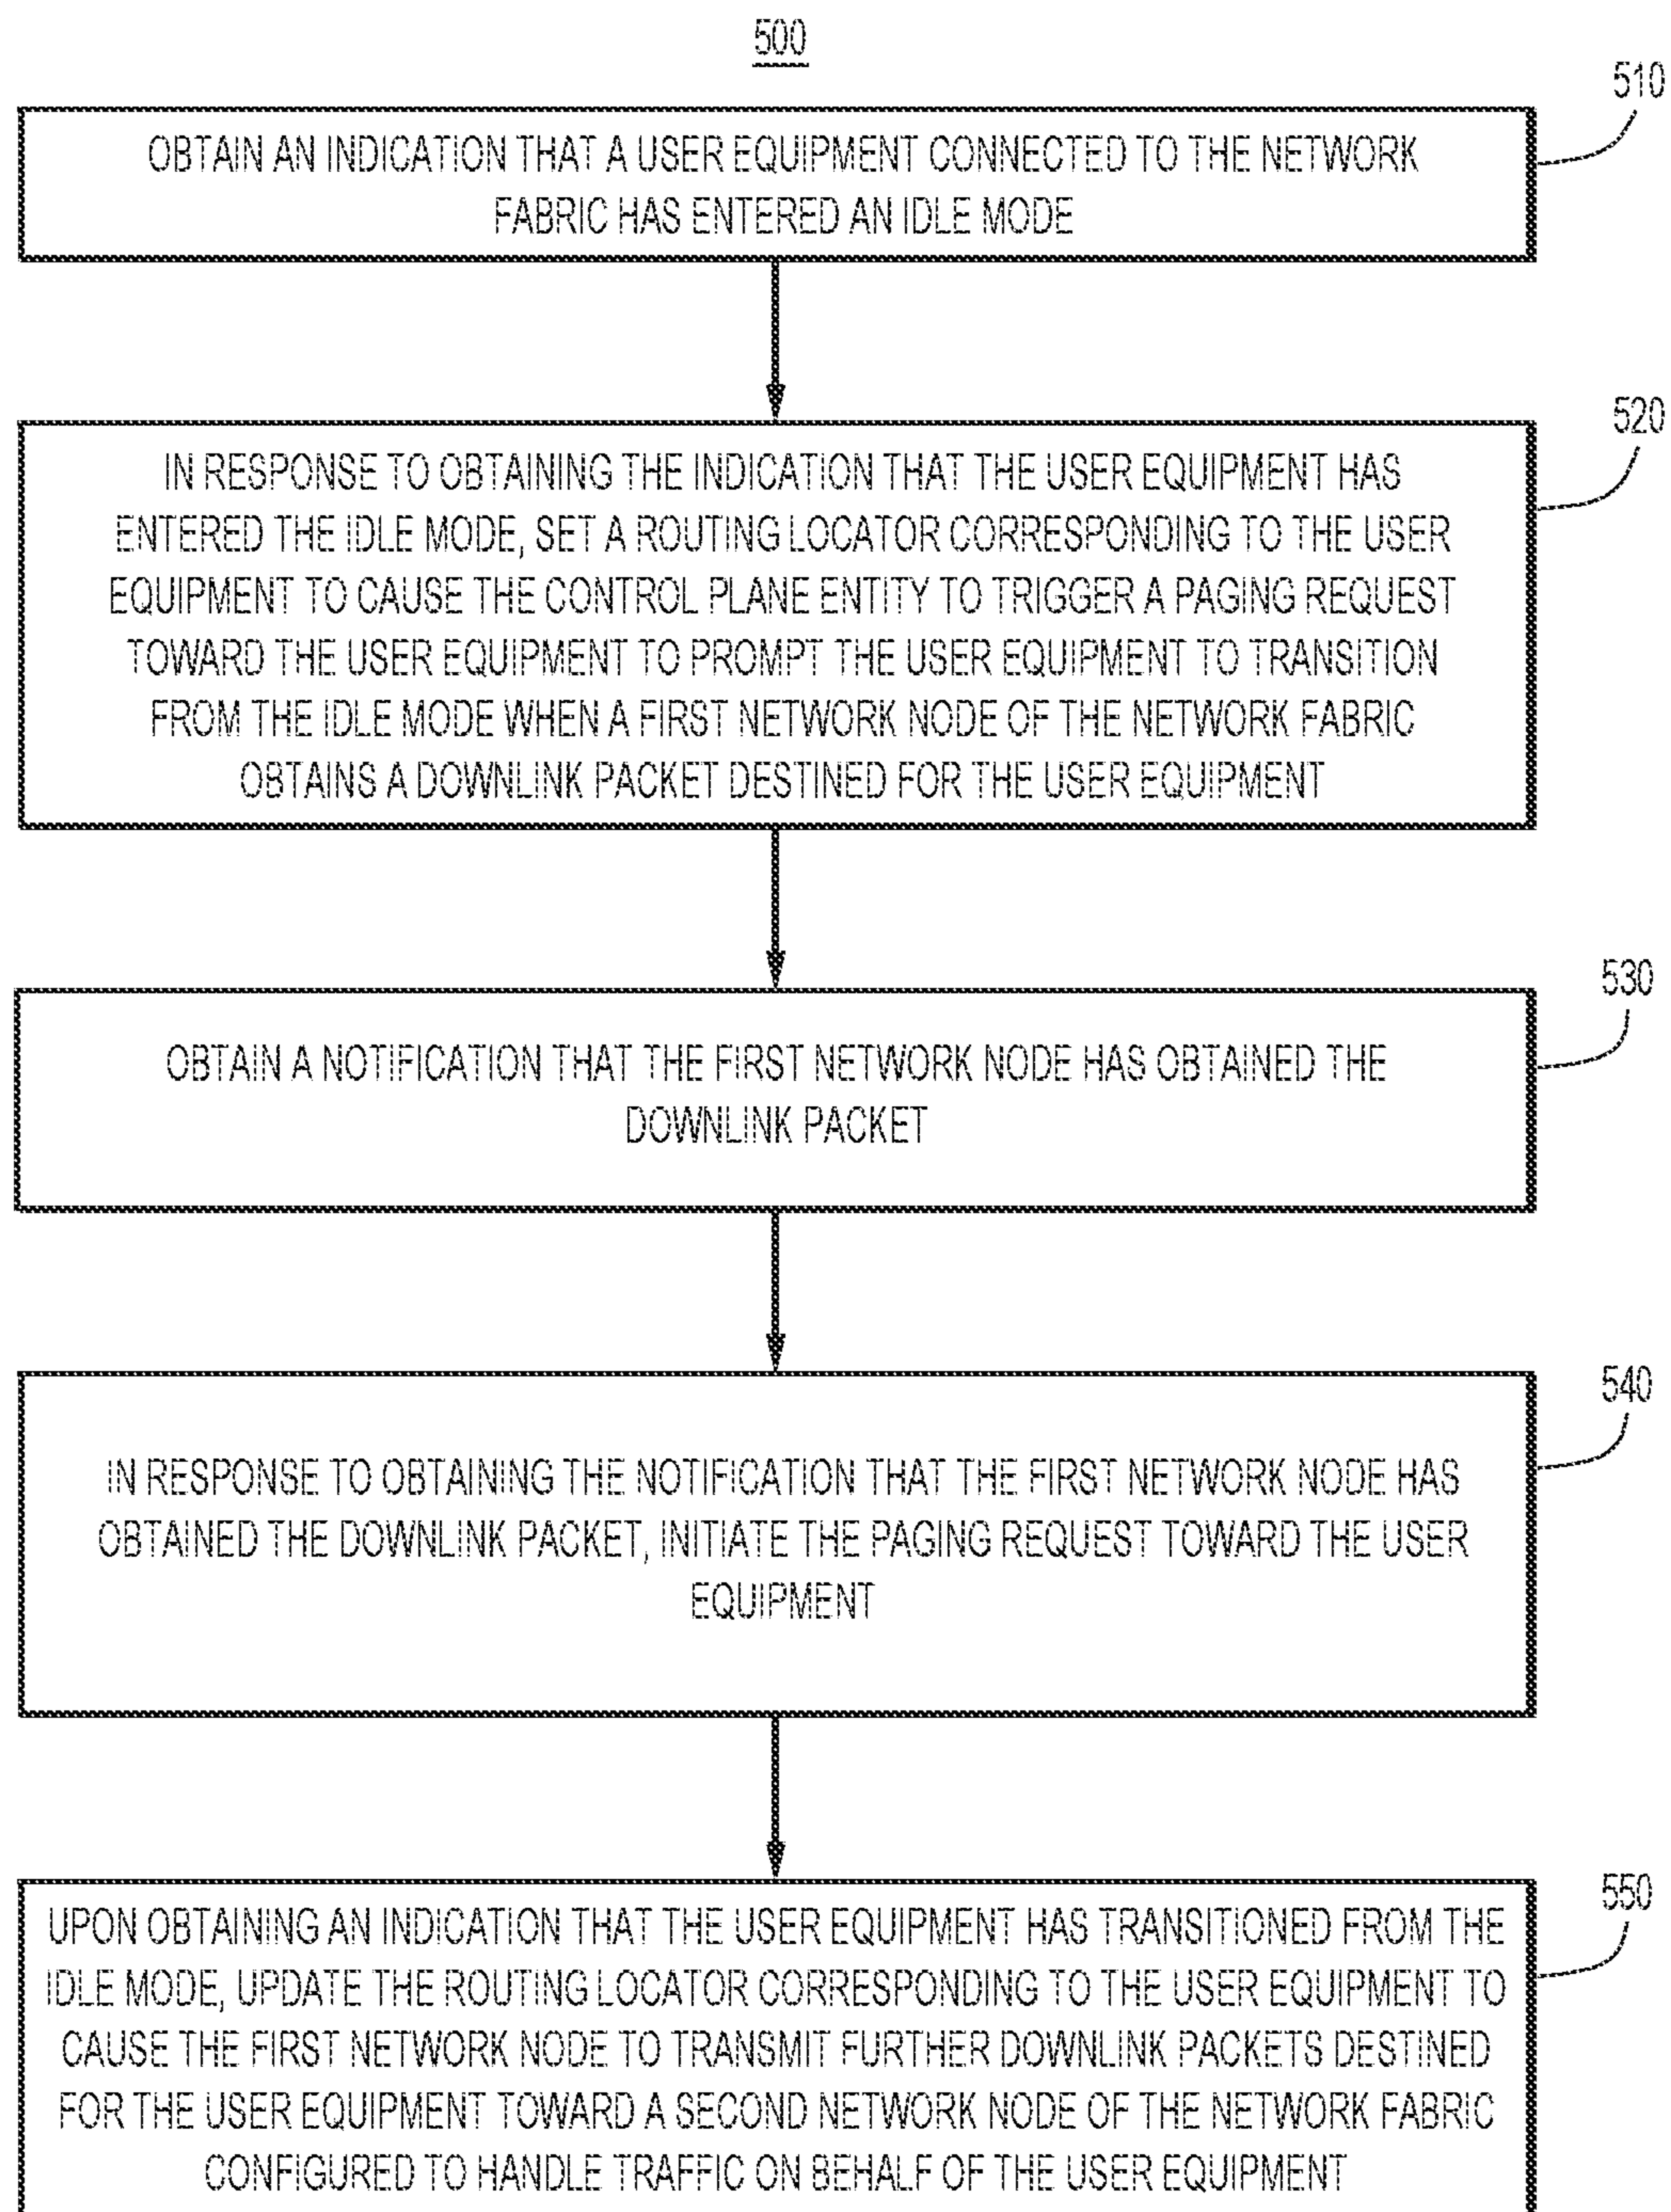 500
510
OBTAIN AN INDICATION THAT A USER EQUIPMENT CONNECTED TO THE NETWORK
FABRIC HAS ENTERED AN IDLE MODE
520
IN RESPONSE TO OBTAINING THE INDICATION THAT THE USER EQUIPMENT HAS
ENTERED THE IDLE MODE, SET A ROUTING LOCATOR CORRESPONDING TO THE USER
EQUIPMENT TO CAUSE THE CONTROL PLANE ENTITY TO TRIGGER A PAGING REQUEST
TOWARD THE USER EQUIPMENT TO PROMPT THE USER EQUIPMENT TO TRANSITION
FROM THE IDLE MODE WHEN A FIRST NETWORK NODE OF THE NETWORK FABRIC
OBTAINS A DOWNLINK PACKET DESTINED FOR THE USER EQUIPMENT
530
OBTAIN A NOTIFICATION THAT THE FIRST NETWORK NODE HAS OBTAINED THE
DOWNLINK PACKET
540
IN RESPONSE TO OBTAINING THE NOTIFICATION THAT THE FIRST NETWORK NODE HAS
OBTAINED THE DOWNLINK PACKET, INITIATE THE PAGING REQUEST TOWARD THE USER
EQUIPMENT
550
UPON OBTAINING AN INDICATION THAT THE USER EQUIPMENT HAS TRANSITIONED FROM THE
IDLE MODE, UPDATE THE ROUTING LOCATOR CORRESPONDING TO THE USER EQUIPMENT TO
CAUSE THE FIRST NETWORK NODE TO TRANSMIT FURTHER DOWNLINK PACKETS DESTINED
FOR THE USER EQUIPMENT TOWARD A SECOND NETWORK NODE OF THE NETWORK FABRIC
CONFIGURED TO HANDLE TRAFFIC ON BEHALF OF THE USER EQUIPMENT